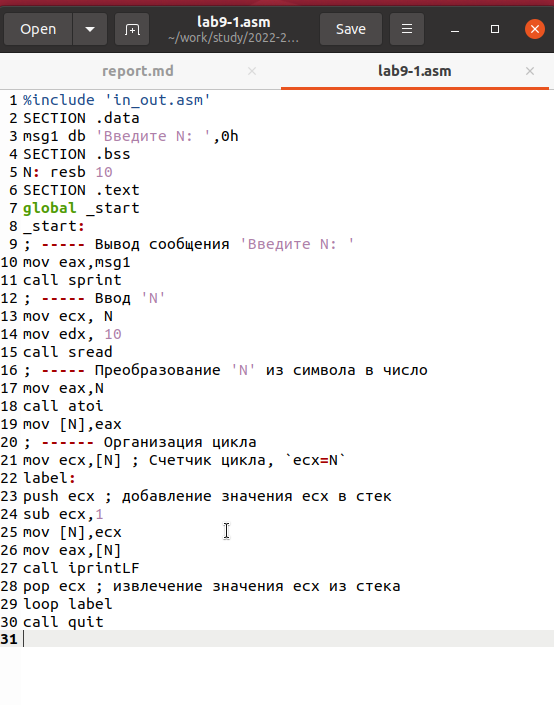 Open
lab9-1.asm
~/work/study/2022-2...
Save
report.md
lab9-1.asm
1 %include 'in_out.asm'
2 SECTION .data
3 msg1 db 'Введите N: ',0h
4 SECTION .bss
5 N: resb 10
6 SECTION .text
7 global _start
8 _start:
9 ; ----- Вывод сообщения 'Введите N: '
10 mov eax,msg1
11 call sprint
12 ; ----- Ввод 'N'
13 mov ecx, N
14 mov edx, 10
15 call sread
16 ; ----- Преобразование 'N' из символа в число
17 mov eax,N
18 call atoi
19 mov [N],eax
20 ; ------ Организация цикла
21 mov ecx,[N] ; Счетчик цикла, `ecx=N`
22 label:
23 push ecx ; добавление значения ecx в стек
24 sub ecx,1
25 mov [N],ecx
26 mov eax,[N]
27 call iprintLF
28 pop ecx ; извлечение значения ecx из стека
29 loop label
30 call quit
31